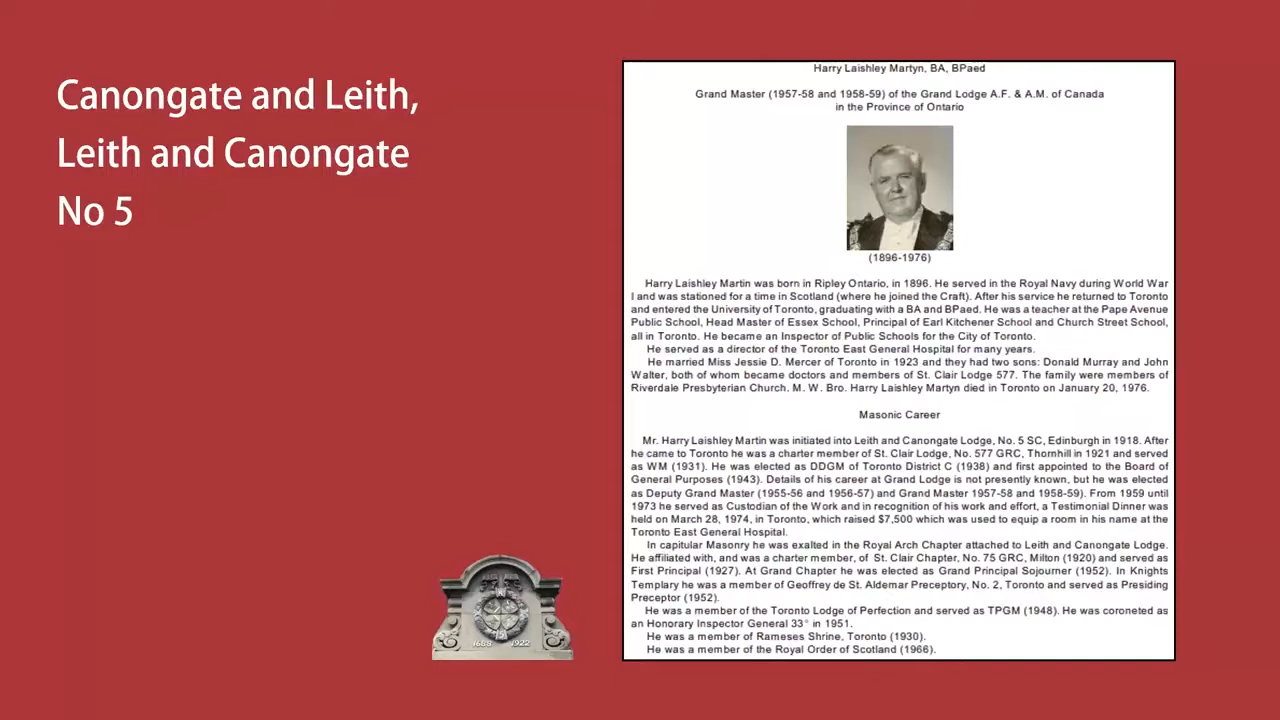 Canongate and Leith,
Leith and Canongate
No 5
Harry Laishley Martyn, BA, BPaed
Grand Master (1957-58 and 1958-59) of the Grand Lodge A.F. & A.M. of Canada
in the Province of Ontario
(1896-1976)
Harry Laishley Martin was born in Ripley Ontario, in 1896. He served in the Royal Navy during World War
I and was stationed for a time in Scotland (where he joined the Craft). After his service he returned to Toronto
and entered the University of Toronto, graduating with a BA and BPaed. He was a teacher at the Pape Avenue
Public School, Head Master of Essex School, Principal of Earl Kitchener School and Church Street School,
all in Toronto. He became an Inspector of Public Schools for the City of Toronto.
He served as a director of the Toronto East General Hospital for many years.
He married Miss Jessie D. Mercer of Toronto in 1923 and they had two sons: Donald Murray and John
Walter, both of whom became doctors and members of St. Clair Lodge 577. The family were members of
Riverdale Presbyterian Church. M. W. Bro. Harry Laishley Martyn died in Toronto on January 20, 1976.
Masonic Career
Mr. Harry Laishley Martin was initiated into Leith and Canongate Lodge, No. 5 SC, Edinburgh in 1918. After
he came to Toronto he was a charter member of St. Clair Lodge, No. 577 GRC, Thornhill in 1921 and served
as WM (1931). He was elected as DDGM of Toronto District C (1938) and first appointed to the Board of
General Purposes (1943). Details of his career at Grand Lodge is not presently known, but he was elected
as Deputy Grand Master (1955-56 and 1956-57) and Grand Master 1957-58 and 1958-59). From 1959 until
1973 he served as Custodian of the Work and in recognition of his work and effort, a Testimonial Dinner was
held on March 28, 1974, in Toronto, which raised $7,500 which was used to equip a room in his name at the
Toronto East General Hospital.
In capitular Masonry he was exalted in the Royal Arch Chapter attached to Leith and Canongate Lodge.
He affiliated with, and was a charter member, of St. Clair Chapter, No. 75 GRC, Milton (1920) and served as
First Principal (1927). At Grand Chapter he was elected as Grand Principal Sojourner (1952). In Knights
Templary he was a member of Geoffrey de St. Aldemar Preceptory, No. 2, Toronto and served as Presiding
Preceptor (1952).
He was a member of the Toronto Lodge of Perfection and served as TPGM (1948). He was coroneted as
an Honorary Inspector General 33° in 1951.
He was a member of Rameses Shrine, Toronto (1930).
He was a member of the Royal Order of Scotland (1966).
1688 1922